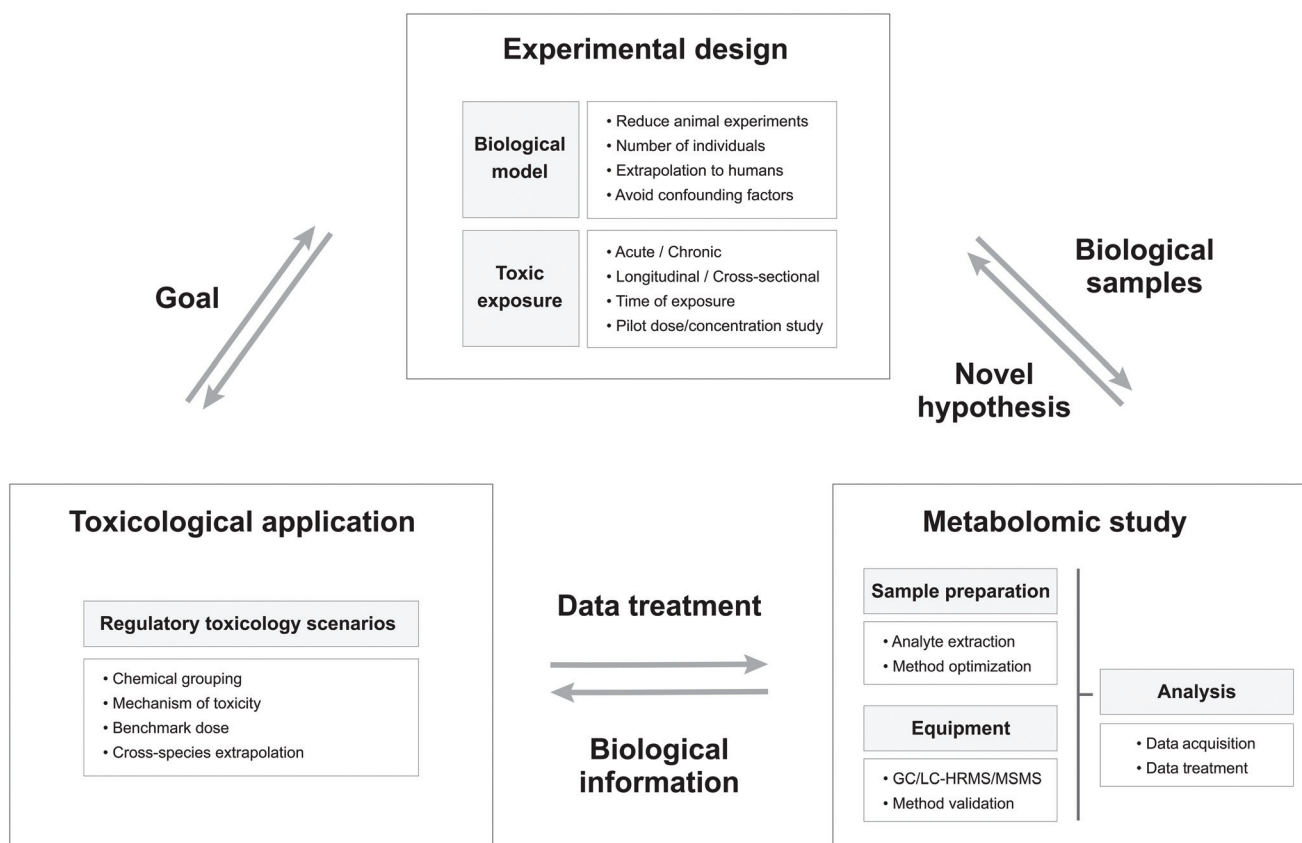 Experimental design
Biological
model
• Reduce animal experiments
• Number of individuals
• Extrapolation to humans
• Avoid confounding factors
Toxic
exposure
• Acute / Chronic
• Longitudinal / Cross-sectional
• Time of exposure
• Pilot dose/concentration study
Goal
Biological
samples
Novel
hypothesis
Toxicological application
Regulatory toxicology scenarios
• Chemical grouping
• Mechanism of toxicity
• Benchmark dose
• Cross-species extrapolation
Data treatment
Biological
information
Metabolomic study
Sample preparation
• Analyte extraction
• Method optimization
Equipment
• GC/LC-HRMS/MSMS
• Method validation
Analysis
• Data acquisition
• Data treatment